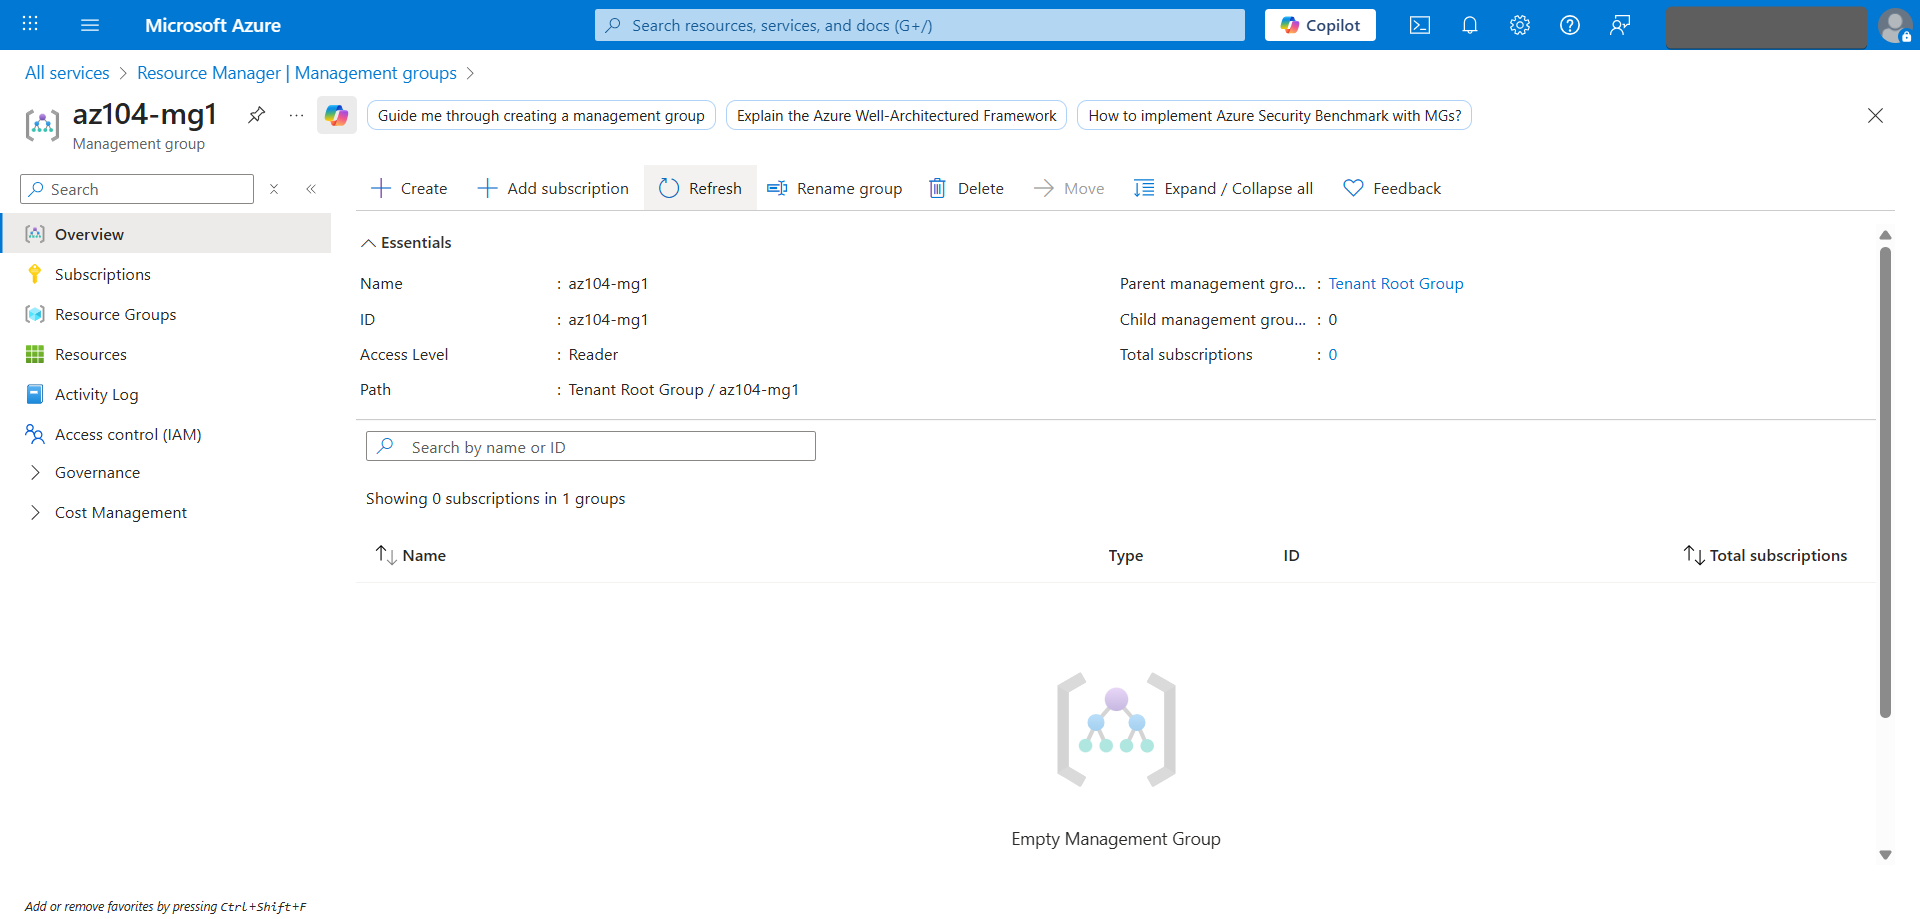 Microsoft Azure
Search resources, services, and docs (G+/)
Copilot
All services > Resource Manager | Management groups >
az104-mg1
Management group
Guide me through creating a management group
Explain the Azure Well-Architected Framework
How to implement Azure Security Benchmark with MGs?
Search
Create
Add subscription
Refresh
Rename group
Delete
Move
Expand / Collapse all
Feedback
Overview
Subscriptions
Resource Groups
Resources
Activity Log
Access control (IAM)
Governance
Cost Management
Essentials
Name : az104-mg1
ID : az104-mg1
Access Level : Reader
Path : Tenant Root Group / az104-mg1
Parent management gro... : Tenant Root Group
Child management grou... : 0
Total subscriptions : 0
Search by name or ID
Showing 0 subscriptions in 1 groups
Name Type ID Total subscriptions
Empty Management Group
Add or remove favorites by pressing Ctrl+Shift+F